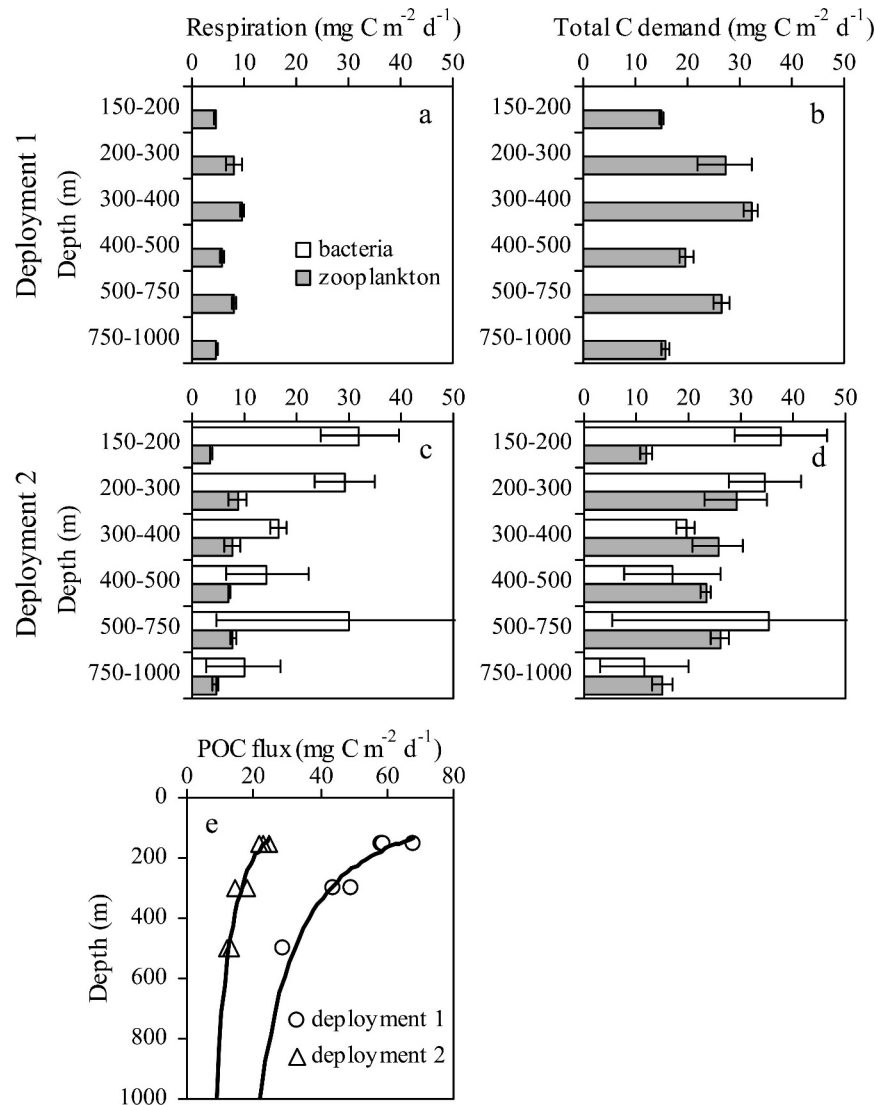 Respiration (mg C m⁻² d⁻¹)
Total C demand (mg C m⁻² d⁻¹)
0 10 20 30 40 50
0 10 20 30 40 50
Deployment 1
Depth (m)
150-200
200-300
300-400
400-500
500-750
750-1000
a
bacteria
zooplankton
150-200
200-300
300-400
400-500
500-750
750-1000
b
0 10 20 30 40 50
0 10 20 30 40 50
Deployment 2
Depth (m)
150-200
200-300
300-400
400-500
500-750
750-1000
c
150-200
200-300
300-400
400-500
500-750
750-1000
d
POC flux (mg C m⁻² d⁻¹)
0 20 40 60 80
Depth (m)
0
200
400
600
800
1000
e
deployment 1
deployment 2